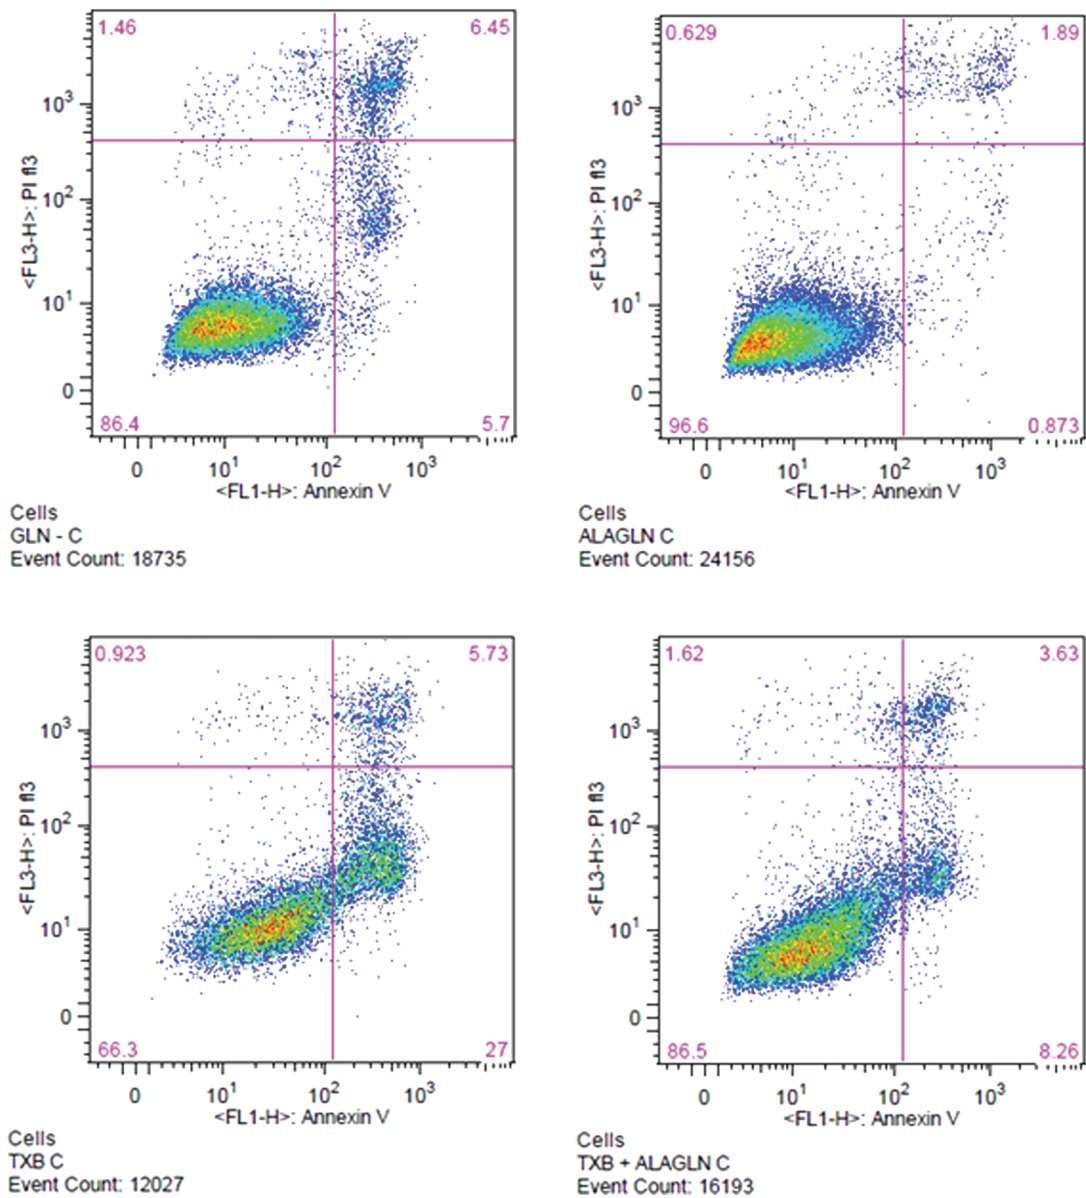 1.46 6.45
10³
10²
10¹
0
<FL3-H>: PI fl3
86.4 5.7
0 10¹ 10² 10³
<FL1-H>: Annexin V
Cells
GLN - C
Event Count: 18735
0.629 1.89
10³
10²
10¹
0
<FL3-H>: PI fl3
96.6 0.873
0 10¹ 10² 10³
<FL1-H>: Annexin V
Cells
ALAGLN C
Event Count: 24156
0.923 5.73
10³
10²
10¹
0
<FL3-H>: PI fl3
66.3 27
0 10¹ 10² 10³
<FL1-H>: Annexin V
Cells
TXB C
Event Count: 12027
1.62 3.63
10³
10²
10¹
0
<FL3-H>: PI fl3
86.5 8.26
0 10¹ 10² 10³
<FL1-H>: Annexin V
Cells
TXB + ALAGLN C
Event Count: 16193